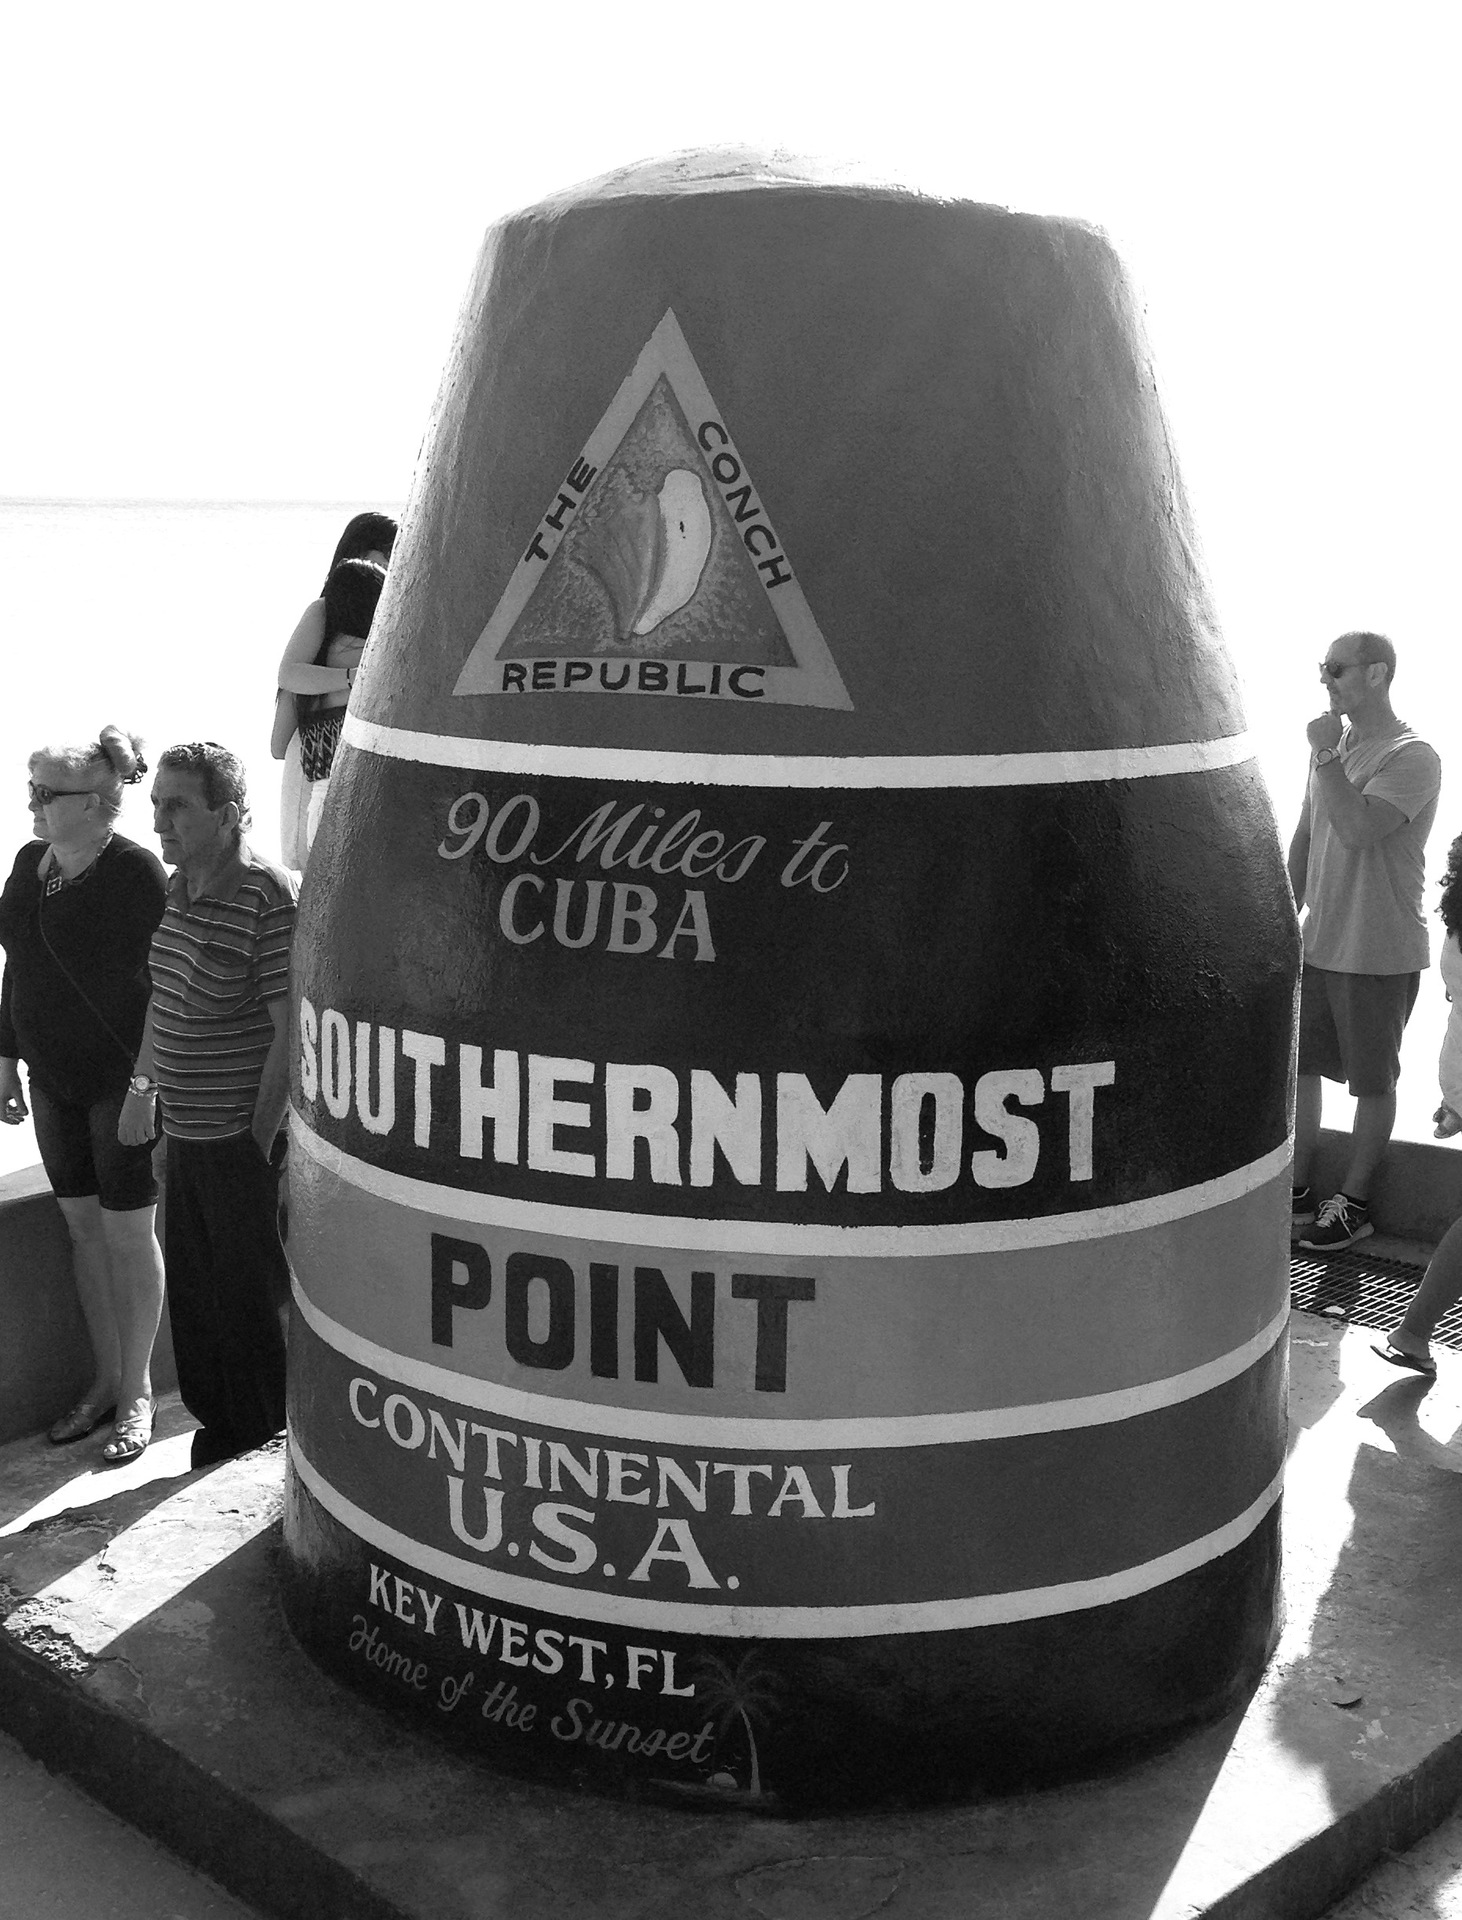 THE CONCH
REPUBLIC
90 Miles to
CUBA
SOUTHERNMOST
POINT
CONTINENTAL
U.S.A.
KEY WEST, FL
Home of the Sunset